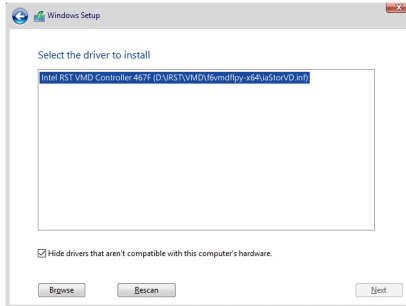 Windows Setup
Select the driver to install
Intel RST VMD Controller 467F (D:\IRST\VMD\f6vmdflpy-x64\iaStorVD.inf)
Hide drivers that aren't compatible with this computer's hardware.
Browse Rescan Next